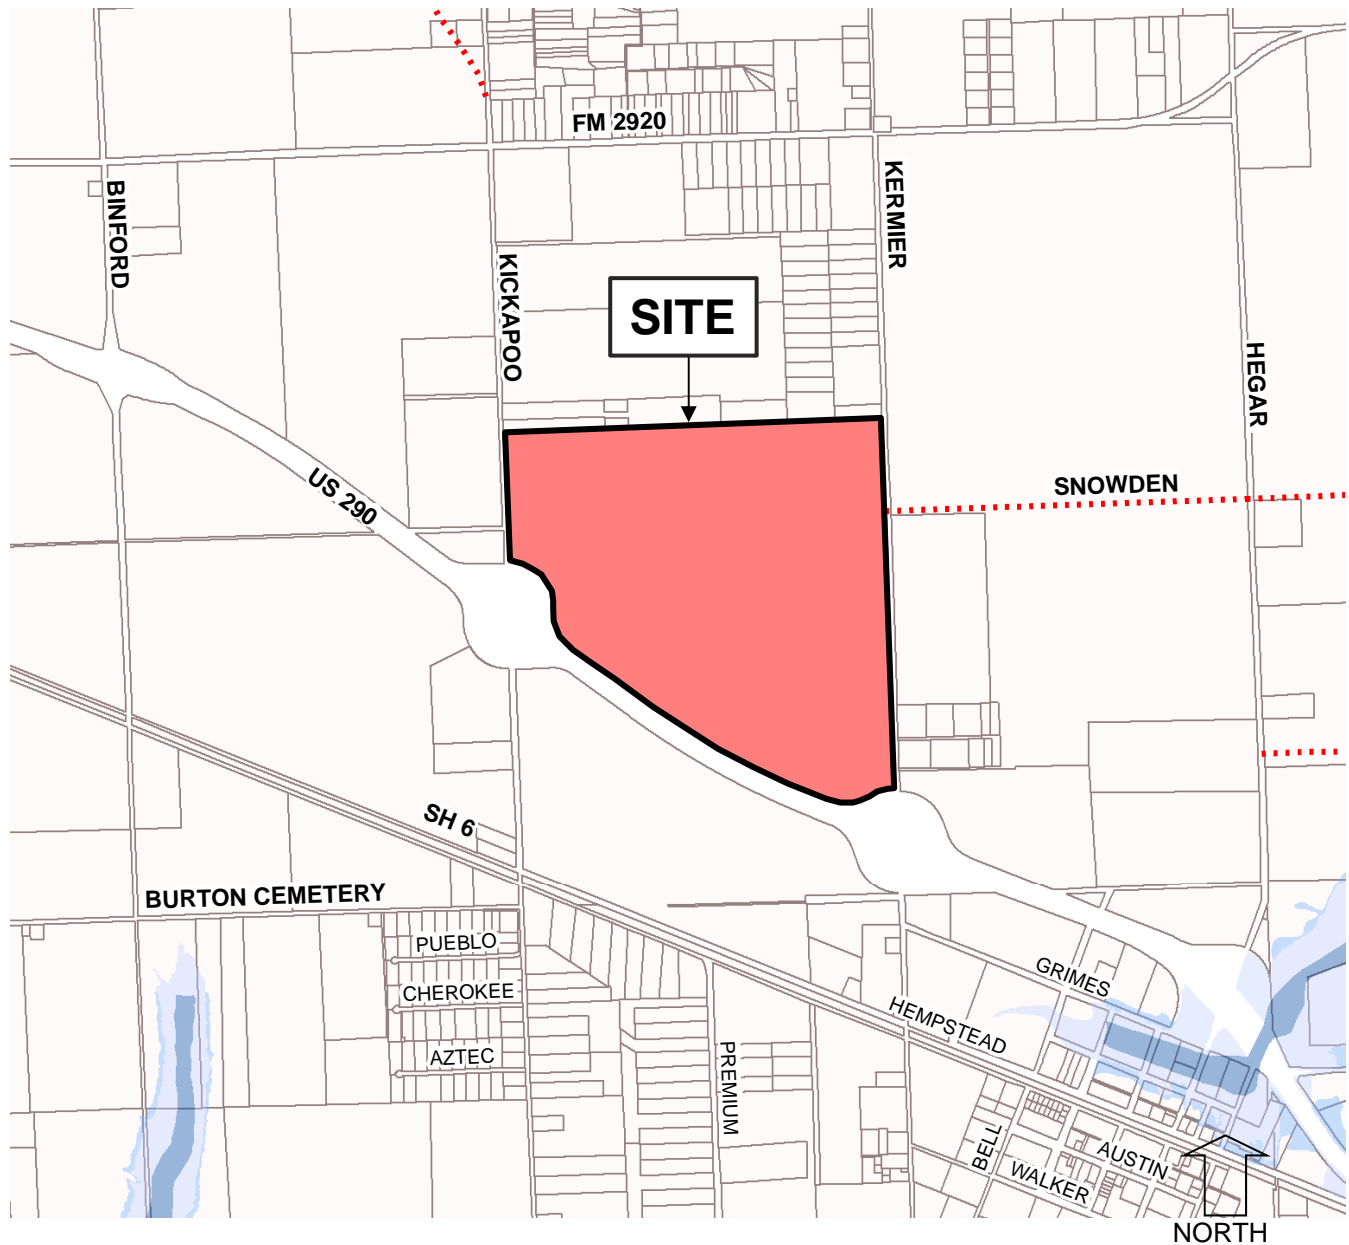 FM 2920
BINFORD
KERMIER
KICKAPOO
SITE
HEGAR
US 290
SNOWDEN
SH 6
BURTON CEMETERY
PUEBLO
GRIMES
CHEROKEE
HEMPSTEAD
AZTEC
PREMIUM
BELL
AUSTIN
WALKER
NORTH